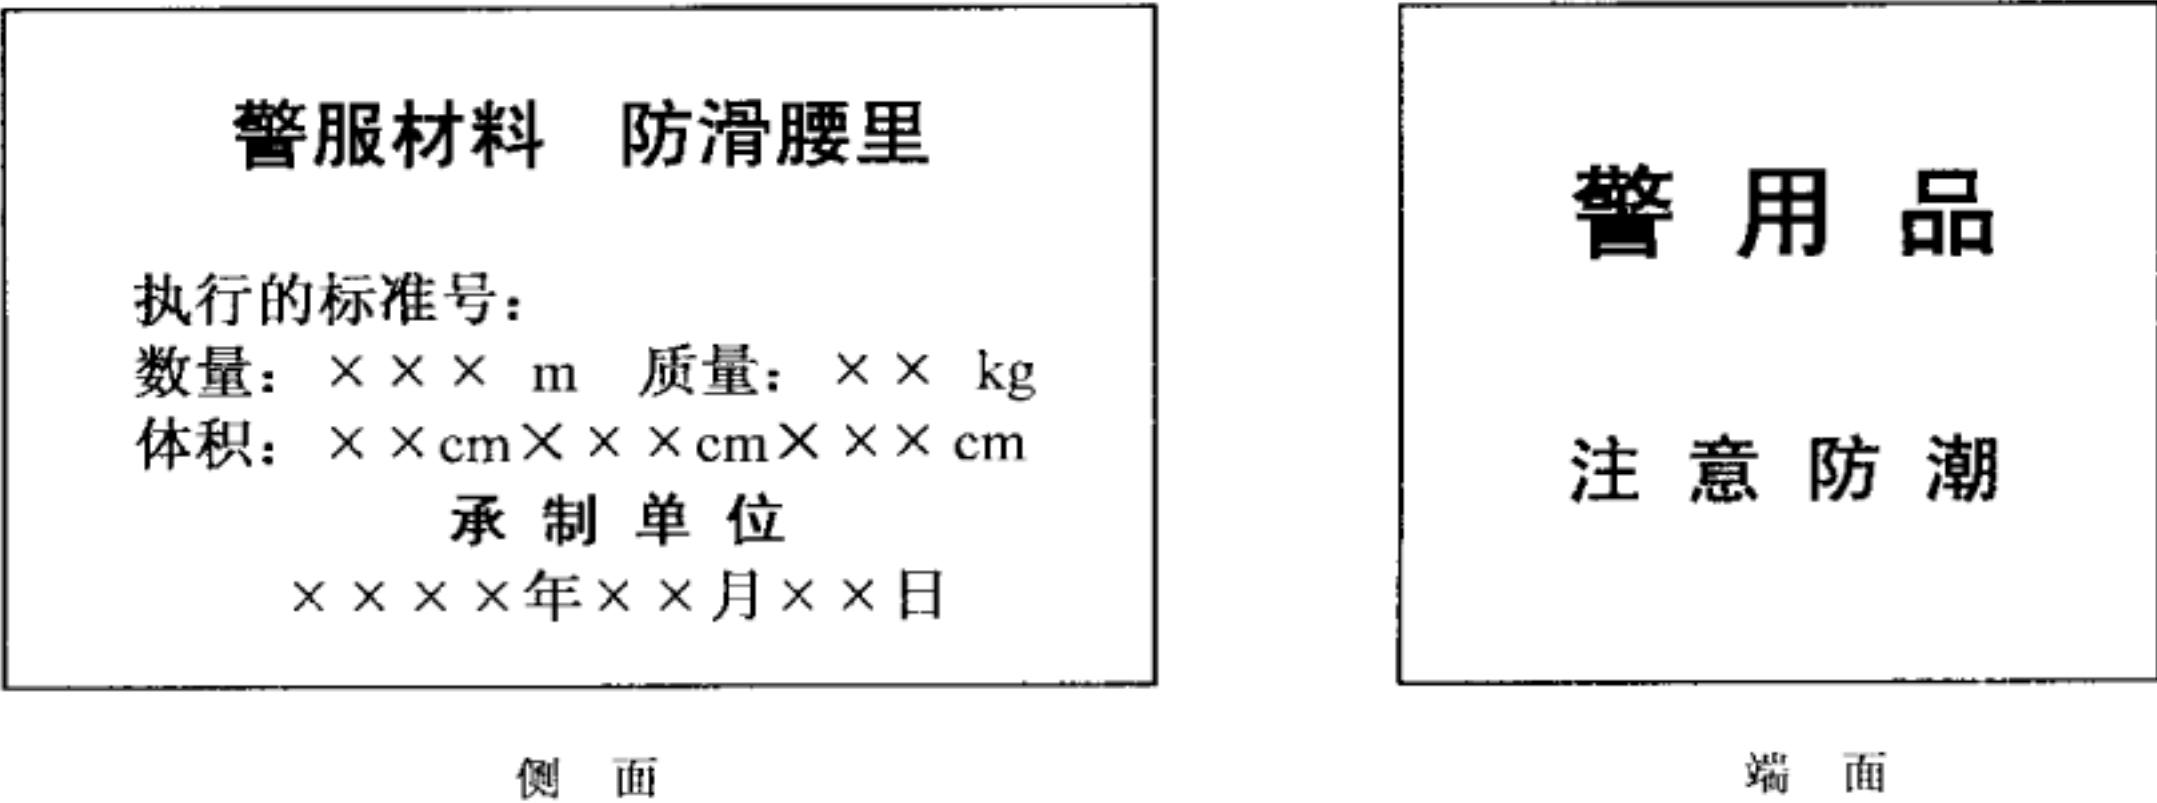 警服材料 防滑腰里
执行的标准号：
数量：××× m 质量：×× kg
体积：××cm×××cm×××cm
承制单位
××××年××月××日
侧 面
警用品
注意防潮
端 面